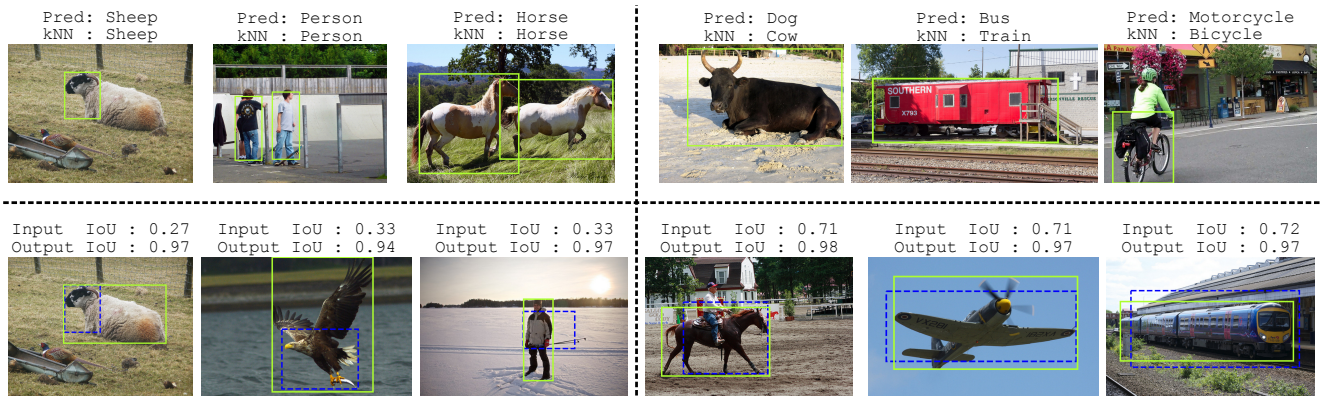 Pred: Sheep
kNN : Sheep
Pred: Person
kNN : Person
Pred: Horse
kNN : Horse
Pred: Dog
kNN : Cow
Pred: Bus
kNN : Train
Pred: Motorcycle
kNN : Bicycle
SOUTHERN
X793
Input IoU : 0.27
Output IoU : 0.97
Input IoU : 0.33
Output IoU : 0.94
Input IoU : 0.33
Output IoU : 0.97
Input IoU : 0.71
Output IoU : 0.98
Input IoU : 0.71
Output IoU : 0.97
Input IoU : 0.72
Output IoU : 0.97